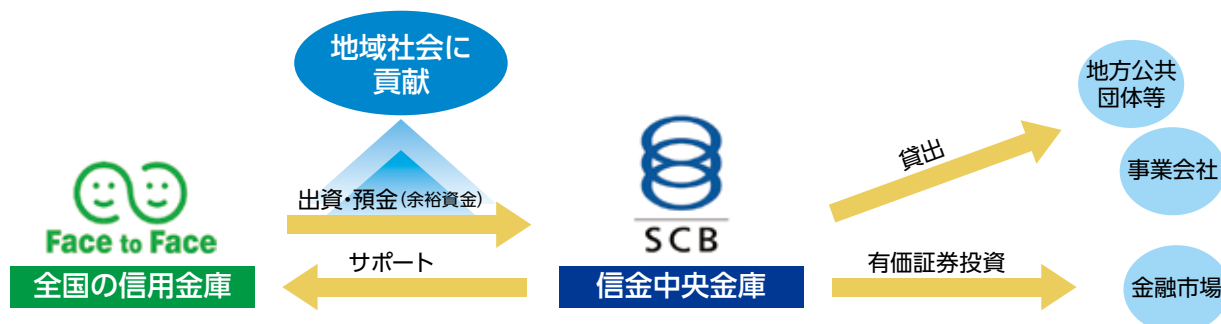 地域社会に
貢献
Face to Face
全国の信用金庫
出資・預金(余裕資金)
サポート
SCB
信金中央金庫
貸出
有価証券投資
地方公共
団体等
事業会社
金融市場